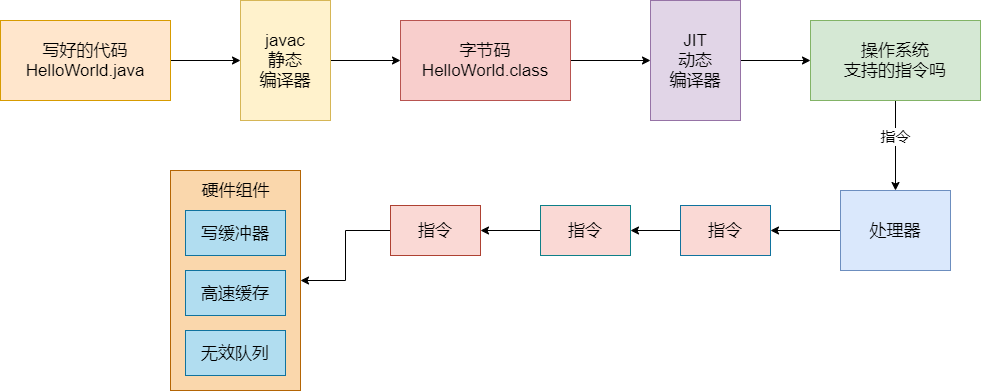 写好的代码
HelloWorld.java
javac
静态
编译器
字节码
HelloWorld.class
JIT
动态
编译器
操作系统
支持的指令吗
指令
处理器
指令
指令
指令
硬件组件
写缓冲器
高速缓存
无效队列